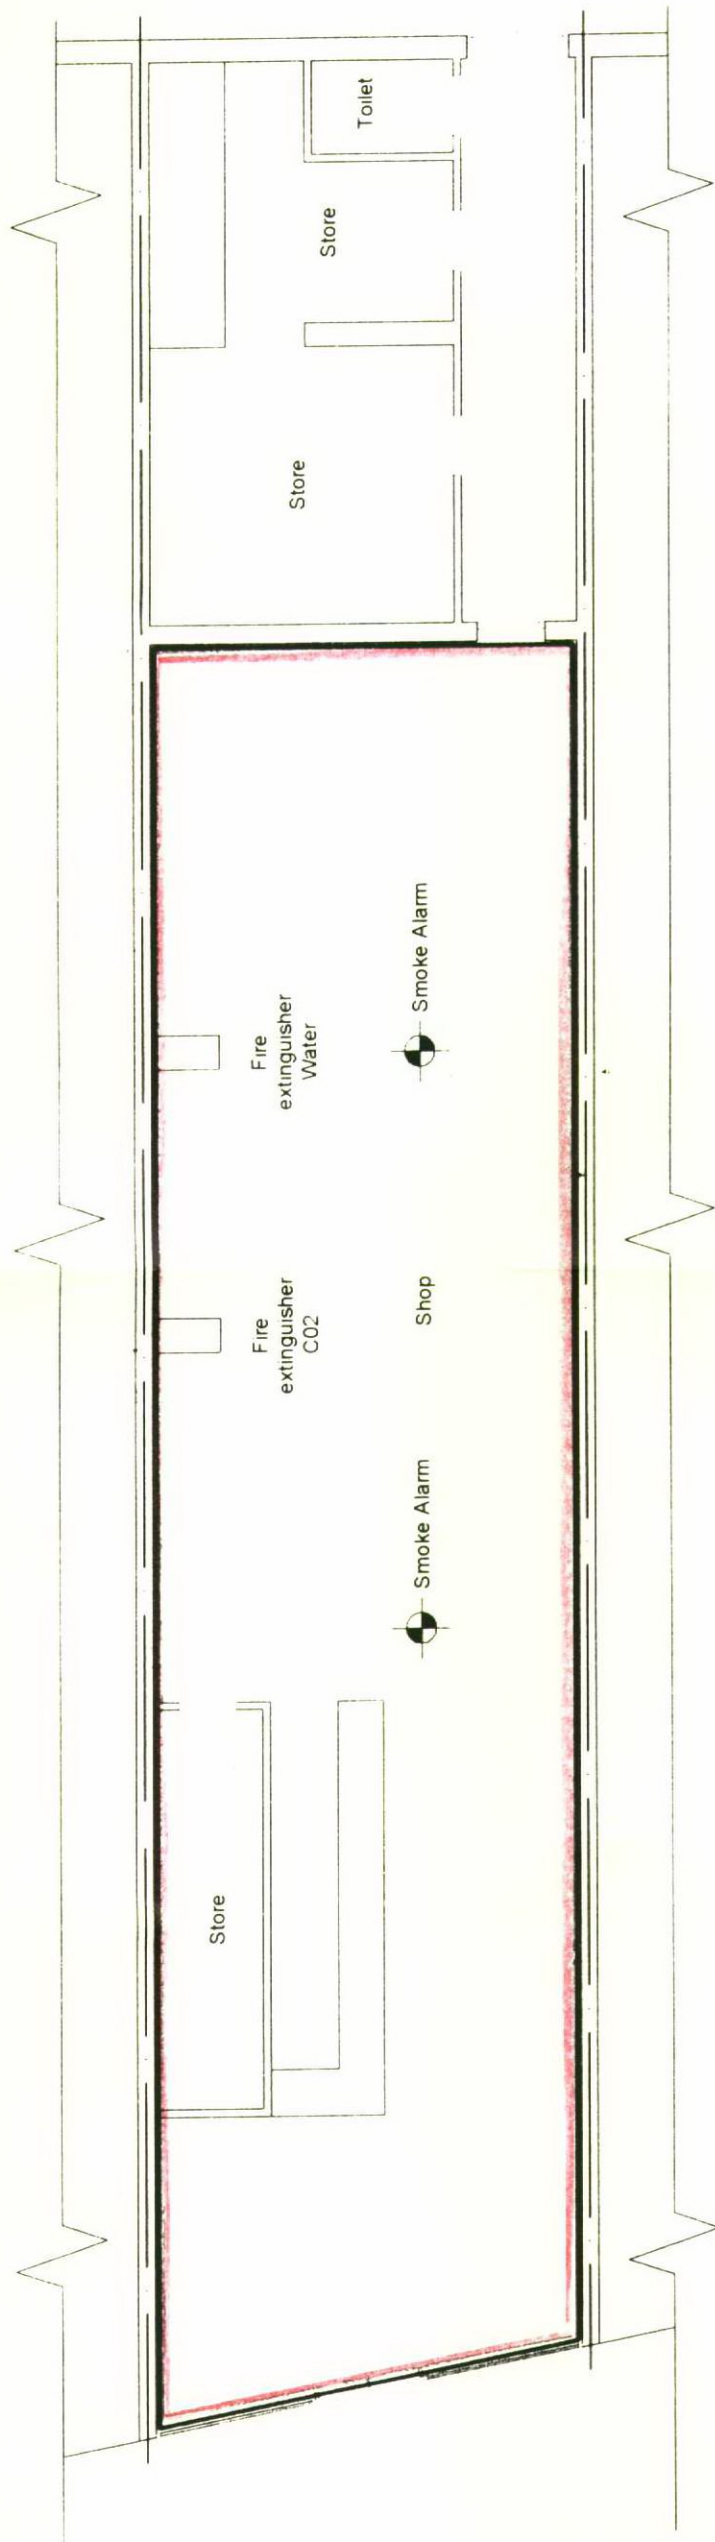 Toilet
Store
Store
Smoke Alarm
Fire
extinguisher
Water
Shop
Fire
extinguisher
C02
Smoke Alarm
Store